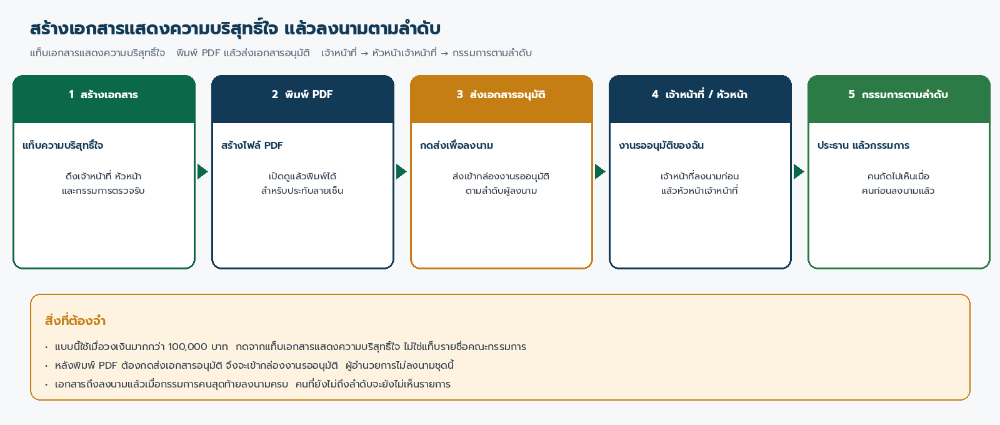 สร้างเอกสารแสดงความบริสุทธิ์ใจ แล้วลงนามตามลำดับ
แท็บเอกสารแสดงความบริสุทธิ์ใจ พิมพ์ PDF แล้วส่งเอกสารอนุมัติ เจ้าหน้าที่ → หัวหน้าเจ้าหน้าที่ → กรรมการตามลำดับ
1 สร้างเอกสาร
แท็บความบริสุทธิ์ใจ
ดึงเจ้าหน้าที่ หัวหน้า
และกรรมการตรวจรับ
2 พิมพ์ PDF
สร้างไฟล์ PDF
เปิดดูแล้วพิมพ์ได้
สำหรับประทับลายเซ็น
3 ส่งเอกสารอนุมัติ
กดส่งเพื่อลงนาม
ส่งเข้ากล่องงานรออนุมัติ
ตามลำดับผู้ลงนาม
4 เจ้าหน้าที่ / หัวหน้า
งานรออนุมัติของฉัน
เจ้าหน้าที่ลงนามก่อน
แล้วหัวหน้าเจ้าหน้าที่
5 กรรมการตามลำดับ
ประธาน แล้วกรรมการ
คนถัดไปเห็นเมื่อ
คนก่อนลงนามแล้ว
สิ่งที่ต้องจำ
• แบบนี้ใช้เมื่อวงเงินมากกว่า 100,000 บาท กดจากแท็บเอกสารแสดงความบริสุทธิ์ใจ ไม่ใช่แท็บรายชื่อคณะกรรมการ
• หลังพิมพ์ PDF ต้องกดส่งเอกสารอนุมัติ จึงจะเข้ากล่องงานรออนุมัติ ผู้อำนวยการไม่ลงนามชุดนี้
• เอกสารถึงลงนามแล้วเมื่อกรรมการคนสุดท้ายลงนามครบ คนที่ยังไม่ถึงลำดับจะยังไม่เห็นรายการ